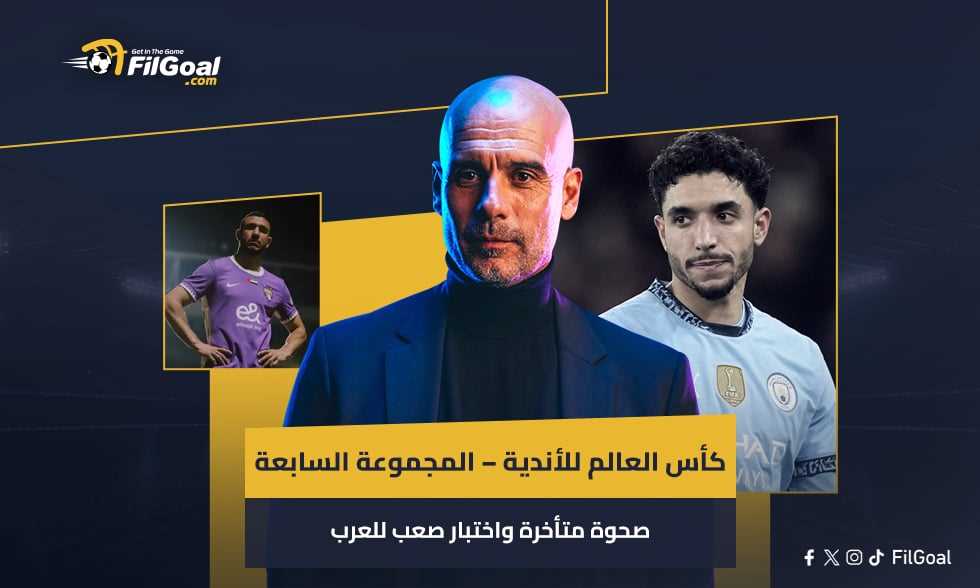 Get In The Game
FilGoal
.com
e&
كأس العالم للأندية – المجموعة السابعة
صحوة متأخرة واختبار صعب للعرب
FilGoal